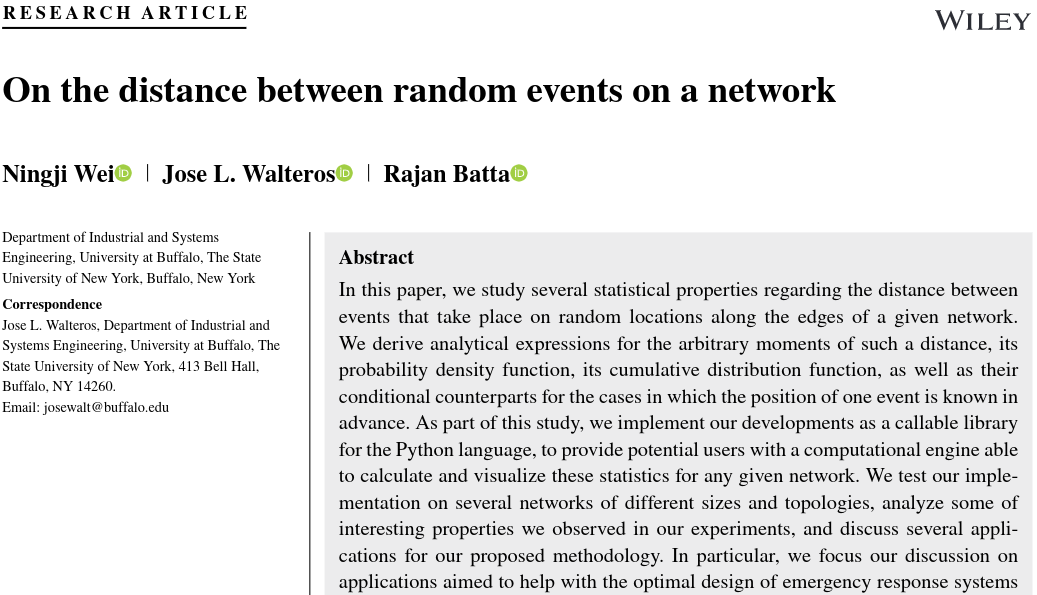 RESEARCH ARTICLE
WILEY
On the distance between random events on a network
Ningji Wei | Jose L. Walteros | Rajan Batta
Department of Industrial and Systems
Engineering, University at Buffalo, The State
University of New York, Buffalo, New York
Correspondence
Jose L. Walteros, Department of Industrial and
Systems Engineering, University at Buffalo, The
State University of New York, 413 Bell Hall,
Buffalo, NY 14260.
Email: josewalt@buffalo.edu
Abstract
In this paper, we study several statistical properties regarding the distance between
events that take place on random locations along the edges of a given network.
We derive analytical expressions for the arbitrary moments of such a distance, its
probability density function, its cumulative distribution function, as well as their
conditional counterparts for the cases in which the position of one event is known in
advance. As part of this study, we implement our developments as a callable library
for the Python language, to provide potential users with a computational engine able
to calculate and visualize these statistics for any given network. We test our imple-
mentation on several networks of different sizes and topologies, analyze some of
interesting properties we observed in our experiments, and discuss several appli-
cations for our proposed methodology. In particular, we focus our discussion on
applications aimed to help with the optimal design of emergency response systems